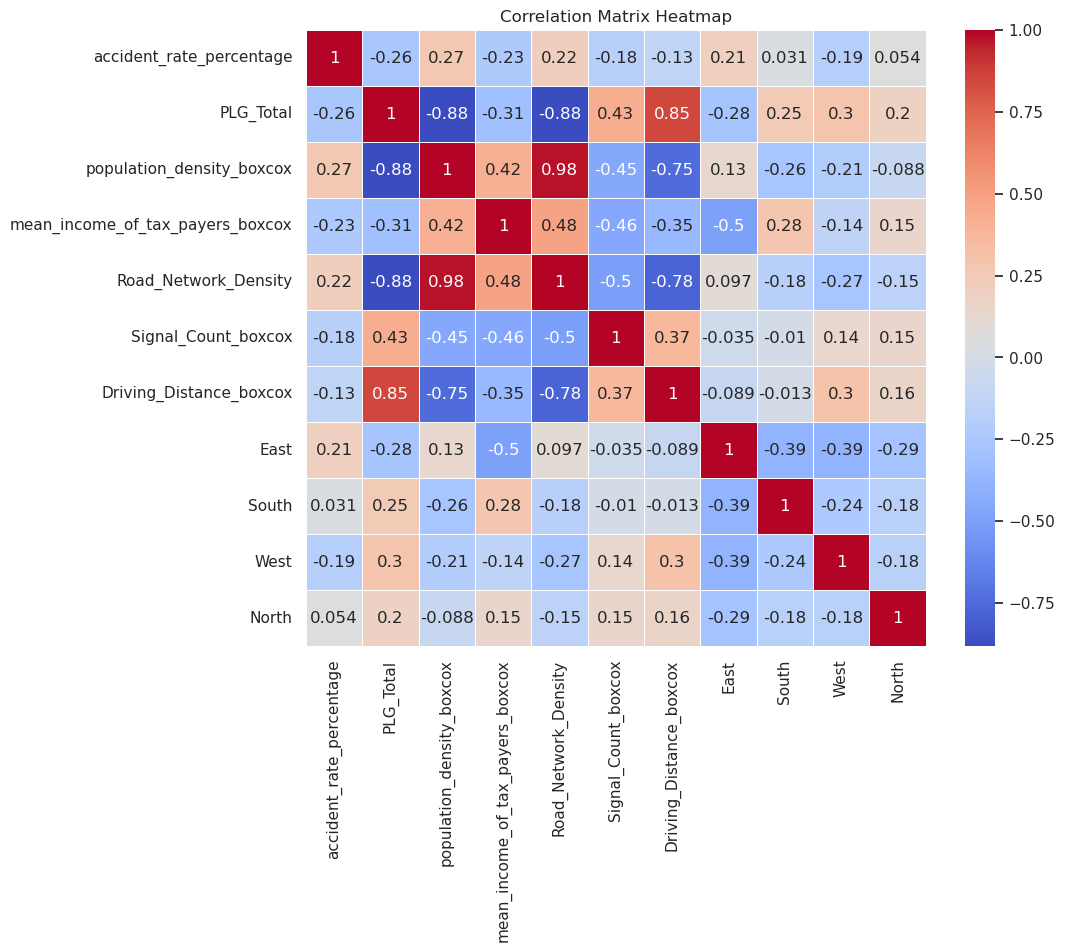 Correlation Matrix Heatmap
accident_rate_percentage 1 -0.26 0.27 -0.23 0.22 -0.18 -0.13 0.21 0.031 -0.19 0.054
PLG_Total -0.26 1 -0.88 -0.31 -0.88 0.43 0.85 -0.28 0.25 0.3 0.2
population_density_boxcox 0.27 -0.88 1 0.42 0.98 -0.45 -0.75 0.13 -0.26 -0.21 -0.088
mean_income_of_tax_payers_boxcox -0.23 -0.31 0.42 1 0.48 -0.46 -0.35 -0.5 0.28 -0.14 0.15
Road_Network_Density 0.22 -0.88 0.98 0.48 1 -0.5 -0.78 0.097 -0.18 -0.27 -0.15
Signal_Count_boxcox -0.18 0.43 -0.45 -0.46 -0.5 1 0.37 -0.035 -0.01 0.14 0.15
Driving_Distance_boxcox -0.13 0.85 -0.75 -0.35 -0.78 0.37 1 -0.089 -0.013 0.3 0.16
East 0.21 -0.28 0.13 -0.5 0.097 -0.035 -0.089 1 -0.39 -0.39 -0.29
South 0.031 0.25 -0.26 0.28 -0.18 -0.01 -0.013 -0.39 1 -0.24 -0.18
West -0.19 0.3 -0.21 -0.14 -0.27 0.14 0.3 -0.39 -0.24 1 -0.18
North 0.054 0.2 -0.088 0.15 -0.15 0.15 0.16 -0.29 -0.18 -0.18 1
accident_rate_percentage
PLG_Total
population_density_boxcox
mean_income_of_tax_payers_boxcox
Road_Network_Density
Signal_Count_boxcox
Driving_Distance_boxcox
East
South
West
North
1.00
0.75
0.50
0.25
0.00
−0.25
−0.50
−0.75